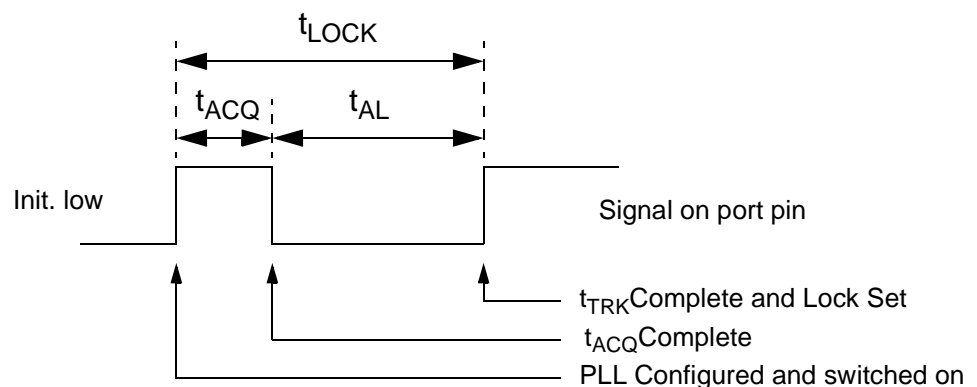 tLOCK
tACQ
tAL
Init. low
Signal on port pin
tTRKComplete and Lock Set
tACQComplete
PLL Configured and switched on